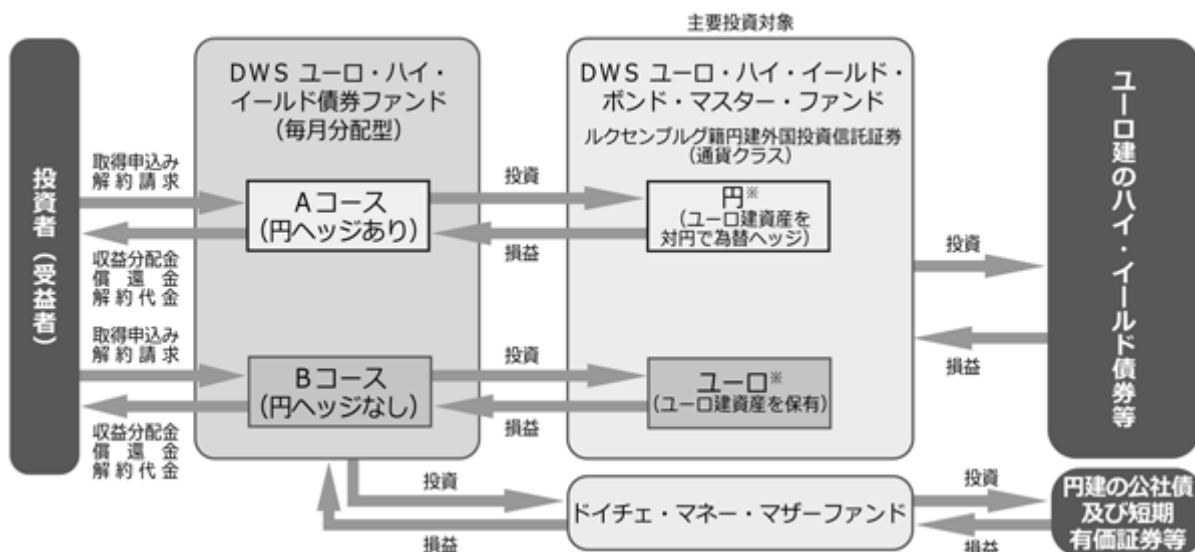 主要投資対象
投資者（受益者）
取得申込み
解約請求
収益分配金
償還金
解約代金
取得申込み
解約請求
収益分配金
償還金
解約代金
DWS ユーロ・ハイ・
イールド債券ファンド
（毎月分配型）
Aコース
（円ヘッジあり）
Bコース
（円ヘッジなし）
投資
損益
投資
損益
DWS ユーロ・ハイ・イールド・
ボンド・マスター・ファンド
ルクセンブルグ籍円建外国投資信託証券
（通貨クラス）
円※
（ユーロ建資産を
対円で為替ヘッジ）
ユーロ※
（ユーロ建資産を保有）
投資
損益
ユーロ建のハイ・イールド債券等
投資
損益
ドイチェ・マネー・マザーファンド
投資
損益
円建の公社債
及び短期
有価証券等